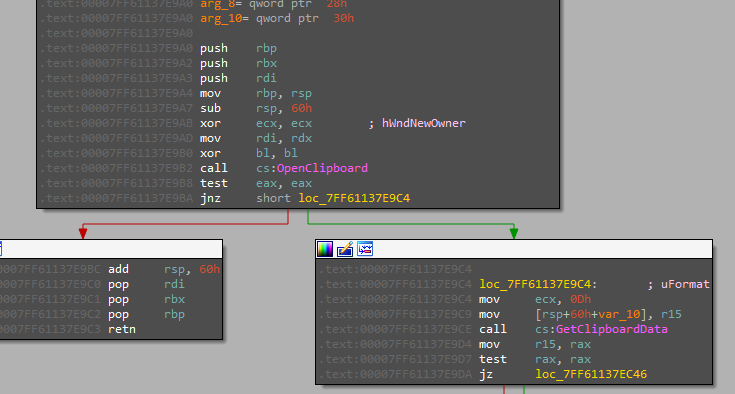 .text:00007FF61137E9A0 arg_8= qword ptr  28h
.text:00007FF61137E9A0 arg_10= qword ptr  30h
.text:00007FF61137E9A0
.text:00007FF61137E9A0 push    rbp
.text:00007FF61137E9A2 push    rbx
.text:00007FF61137E9A3 push    rdi
.text:00007FF61137E9A4 mov     rbp, rsp
.text:00007FF61137E9A7 sub     rsp, 60h
.text:00007FF61137E9AB xor     ecx, ecx        ; hWndNewOwner
.text:00007FF61137E9AD mov     rdi, rdx
.text:00007FF61137E9B0 xor     bl, bl
.text:00007FF61137E9B2 call    cs:OpenClipboard
.text:00007FF61137E9B8 test    eax, eax
.text:00007FF61137E9BA jnz     short loc_7FF61137E9C4
0007FF61137E9BC add     rsp, 60h
0007FF61137E9C0 pop     rdi
0007FF61137E9C1 pop     rbx
0007FF61137E9C2 pop     rbp
0007FF61137E9C3 retn
.text:00007FF61137E9C4
.text:00007FF61137E9C4 loc_7FF61137E9C4:       ; uFormat
.text:00007FF61137E9C4 mov     ecx, 0Dh
.text:00007FF61137E9C9 mov     [rsp+60h+var_10], r15
.text:00007FF61137E9CE call    cs:GetClipboardData
.text:00007FF61137E9D4 mov     r15, rax
.text:00007FF61137E9D7 test    rax, rax
.text:00007FF61137E9DA jz      loc_7FF61137EC46